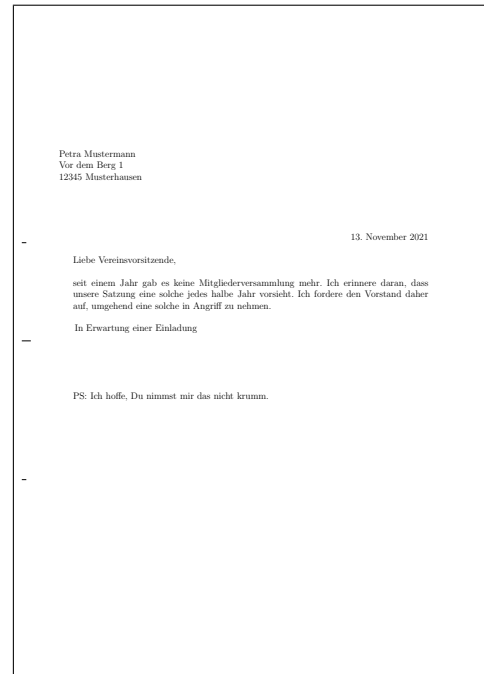 Petra Mustermann
Vor dem Berg 1
12345 Musterhausen
13. November 2021
Liebe Vereinsvorsitzende,
seit einem Jahr gab es keine Mitgliederversammlung mehr. Ich erinnere daran, dass
unsere Satzung eine solche jedes halbe Jahr vorsieht. Ich fordere den Vorstand daher
auf, umgehend eine solche in Angriff zu nehmen.
In Erwartung einer Einladung
PS: Ich hoffe, Du nimmst mir das nicht krumm.